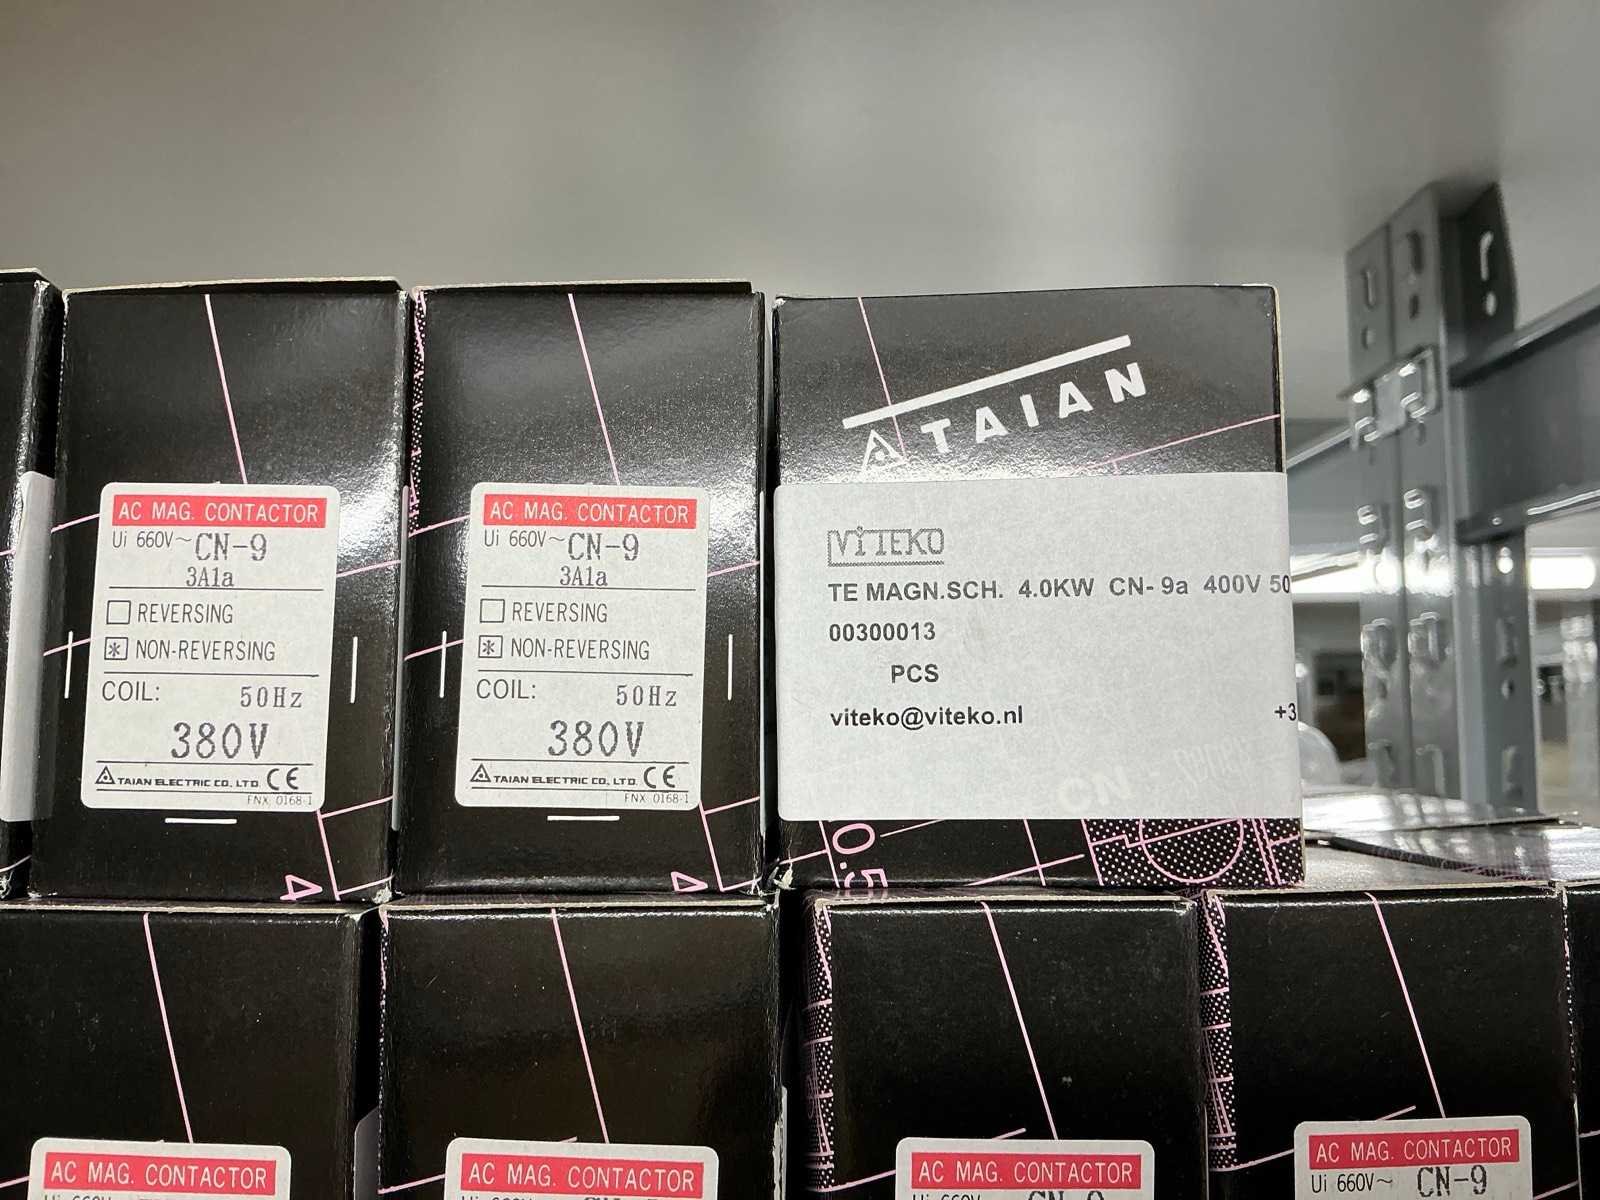 AC MAG. CONTACTOR
Ui 660V~ CN-9
3A1a
REVERSING
* NON-REVERSING
COIL: 50Hz
380V
TAIAN ELECTRIC CO., LTD. CE
FNX 0168-1
4
AC MAG. CONTACTOR
Ui 660V~ CN-9
3A1a
REVERSING
* NON-REVERSING
COIL: 50Hz
380V
TAIAN ELECTRIC CO., LTD. CE
FNX 0168-1
4
TAIAN
VITEKO
TE MAGN.SCH. 4.0KW CN- 9a 400V 50
00300013
PCS
viteko@viteko.nl +3
0.5
AC MAG. CONTACTOR
AC MAG. CONTACTOR
AC MAG. CONTACTOR
AC MAG. CONTACTOR
Ui 660V~ CN-9